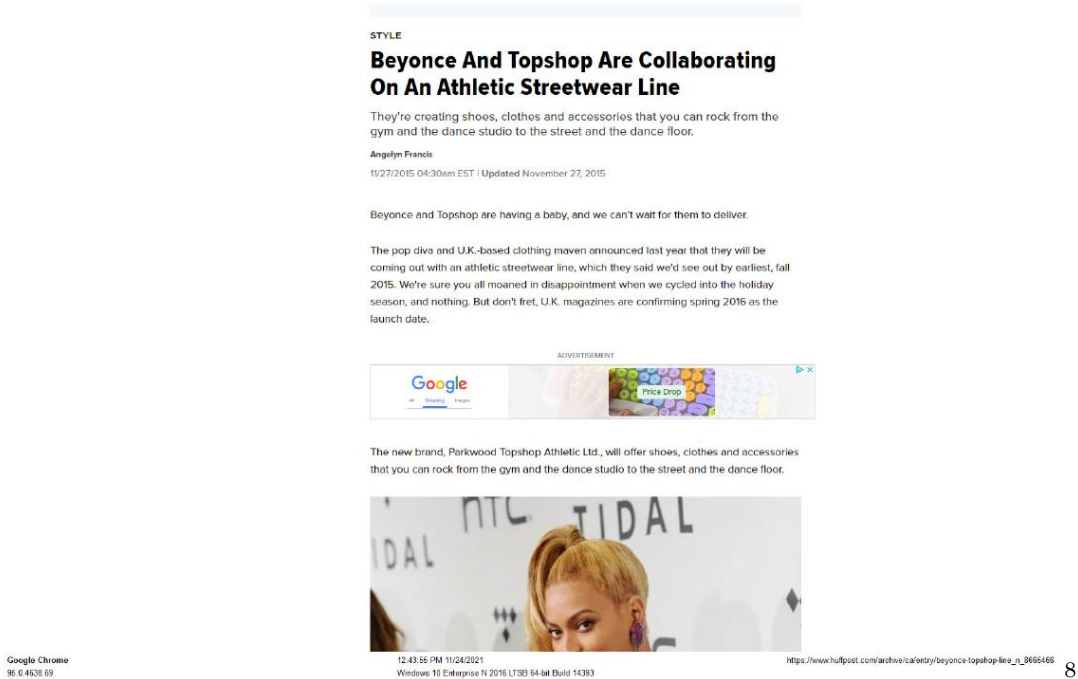 STYLE
Beyonce And Topshop Are Collaborating
On An Athletic Streetwear Line
They're creating shoes, clothes and accessories that you can rock from the
gym and the dance studio to the street and the dance floor.
Angelyn Francis
11/27/2015 04:30am EST | Updated November 27, 2015
Beyonce and Topshop are having a baby, and we can't wait for them to deliver.
The pop diva and U.K.-based clothing maven announced last year that they will be
coming out with an athletic streetwear line, which they said we'd see out by earliest, fall
2015. We're sure you all moaned in disappointment when we cycled into the holiday
season, and nothing. But don't fret, U.K. magazines are confirming spring 2016 as the
launch date.
ADVERTISEMENT
Google
All Shopping Images
Price Drop
The new brand, Parkwood Topshop Athletic Ltd., will offer shoes, clothes and accessories
that you can rock from the gym and the dance studio to the street and the dance floor.
HTC TIDAL
IDAL
Google Chrome
96.0.4638.69
12:43:55 PM 11/24/2021
Windows 10 Enterprise N 2016 LTSB 64-bit Build 14393
https://www.huffpost.com/archive/ca/entry/beyonce-topshop-line_n_8665466
8